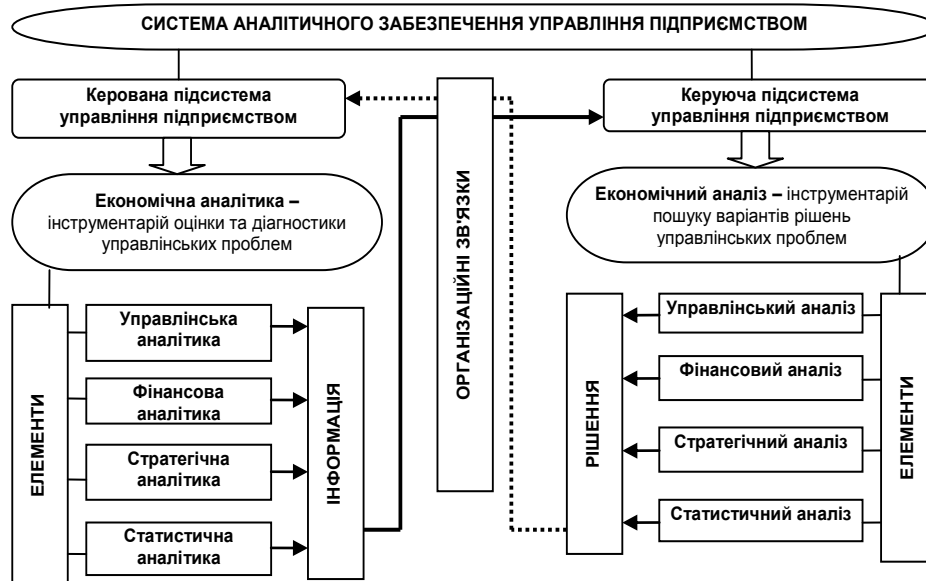 СИСТЕМА АНАЛІТИЧНОГО ЗАБЕЗПЕЧЕННЯ УПРАВЛІННЯ ПІДПРИЄМСТВОМ
Керована підсистема
управління підприємством
Керуюча підсистема
управління підприємством
Економічна аналітика –
інструментарій оцінки та діагностики
управлінських проблем
Економічний аналіз – інструментарій
пошуку варіантів рішень
управлінських проблем
ЕЛЕМЕНТИ
Управлінська
аналітика
Фінансова
аналітика
Стратегічна
аналітика
Статистична
аналітика
ІНФОРМАЦІЯ
ОРГАНІЗАЦІЙНІ ЗВ'ЯЗКИ
РІШЕННЯ
Управлінський аналіз
Фінансовий аналіз
Стратегічний аналіз
Статистичний аналіз
ЕЛЕМЕНТИ